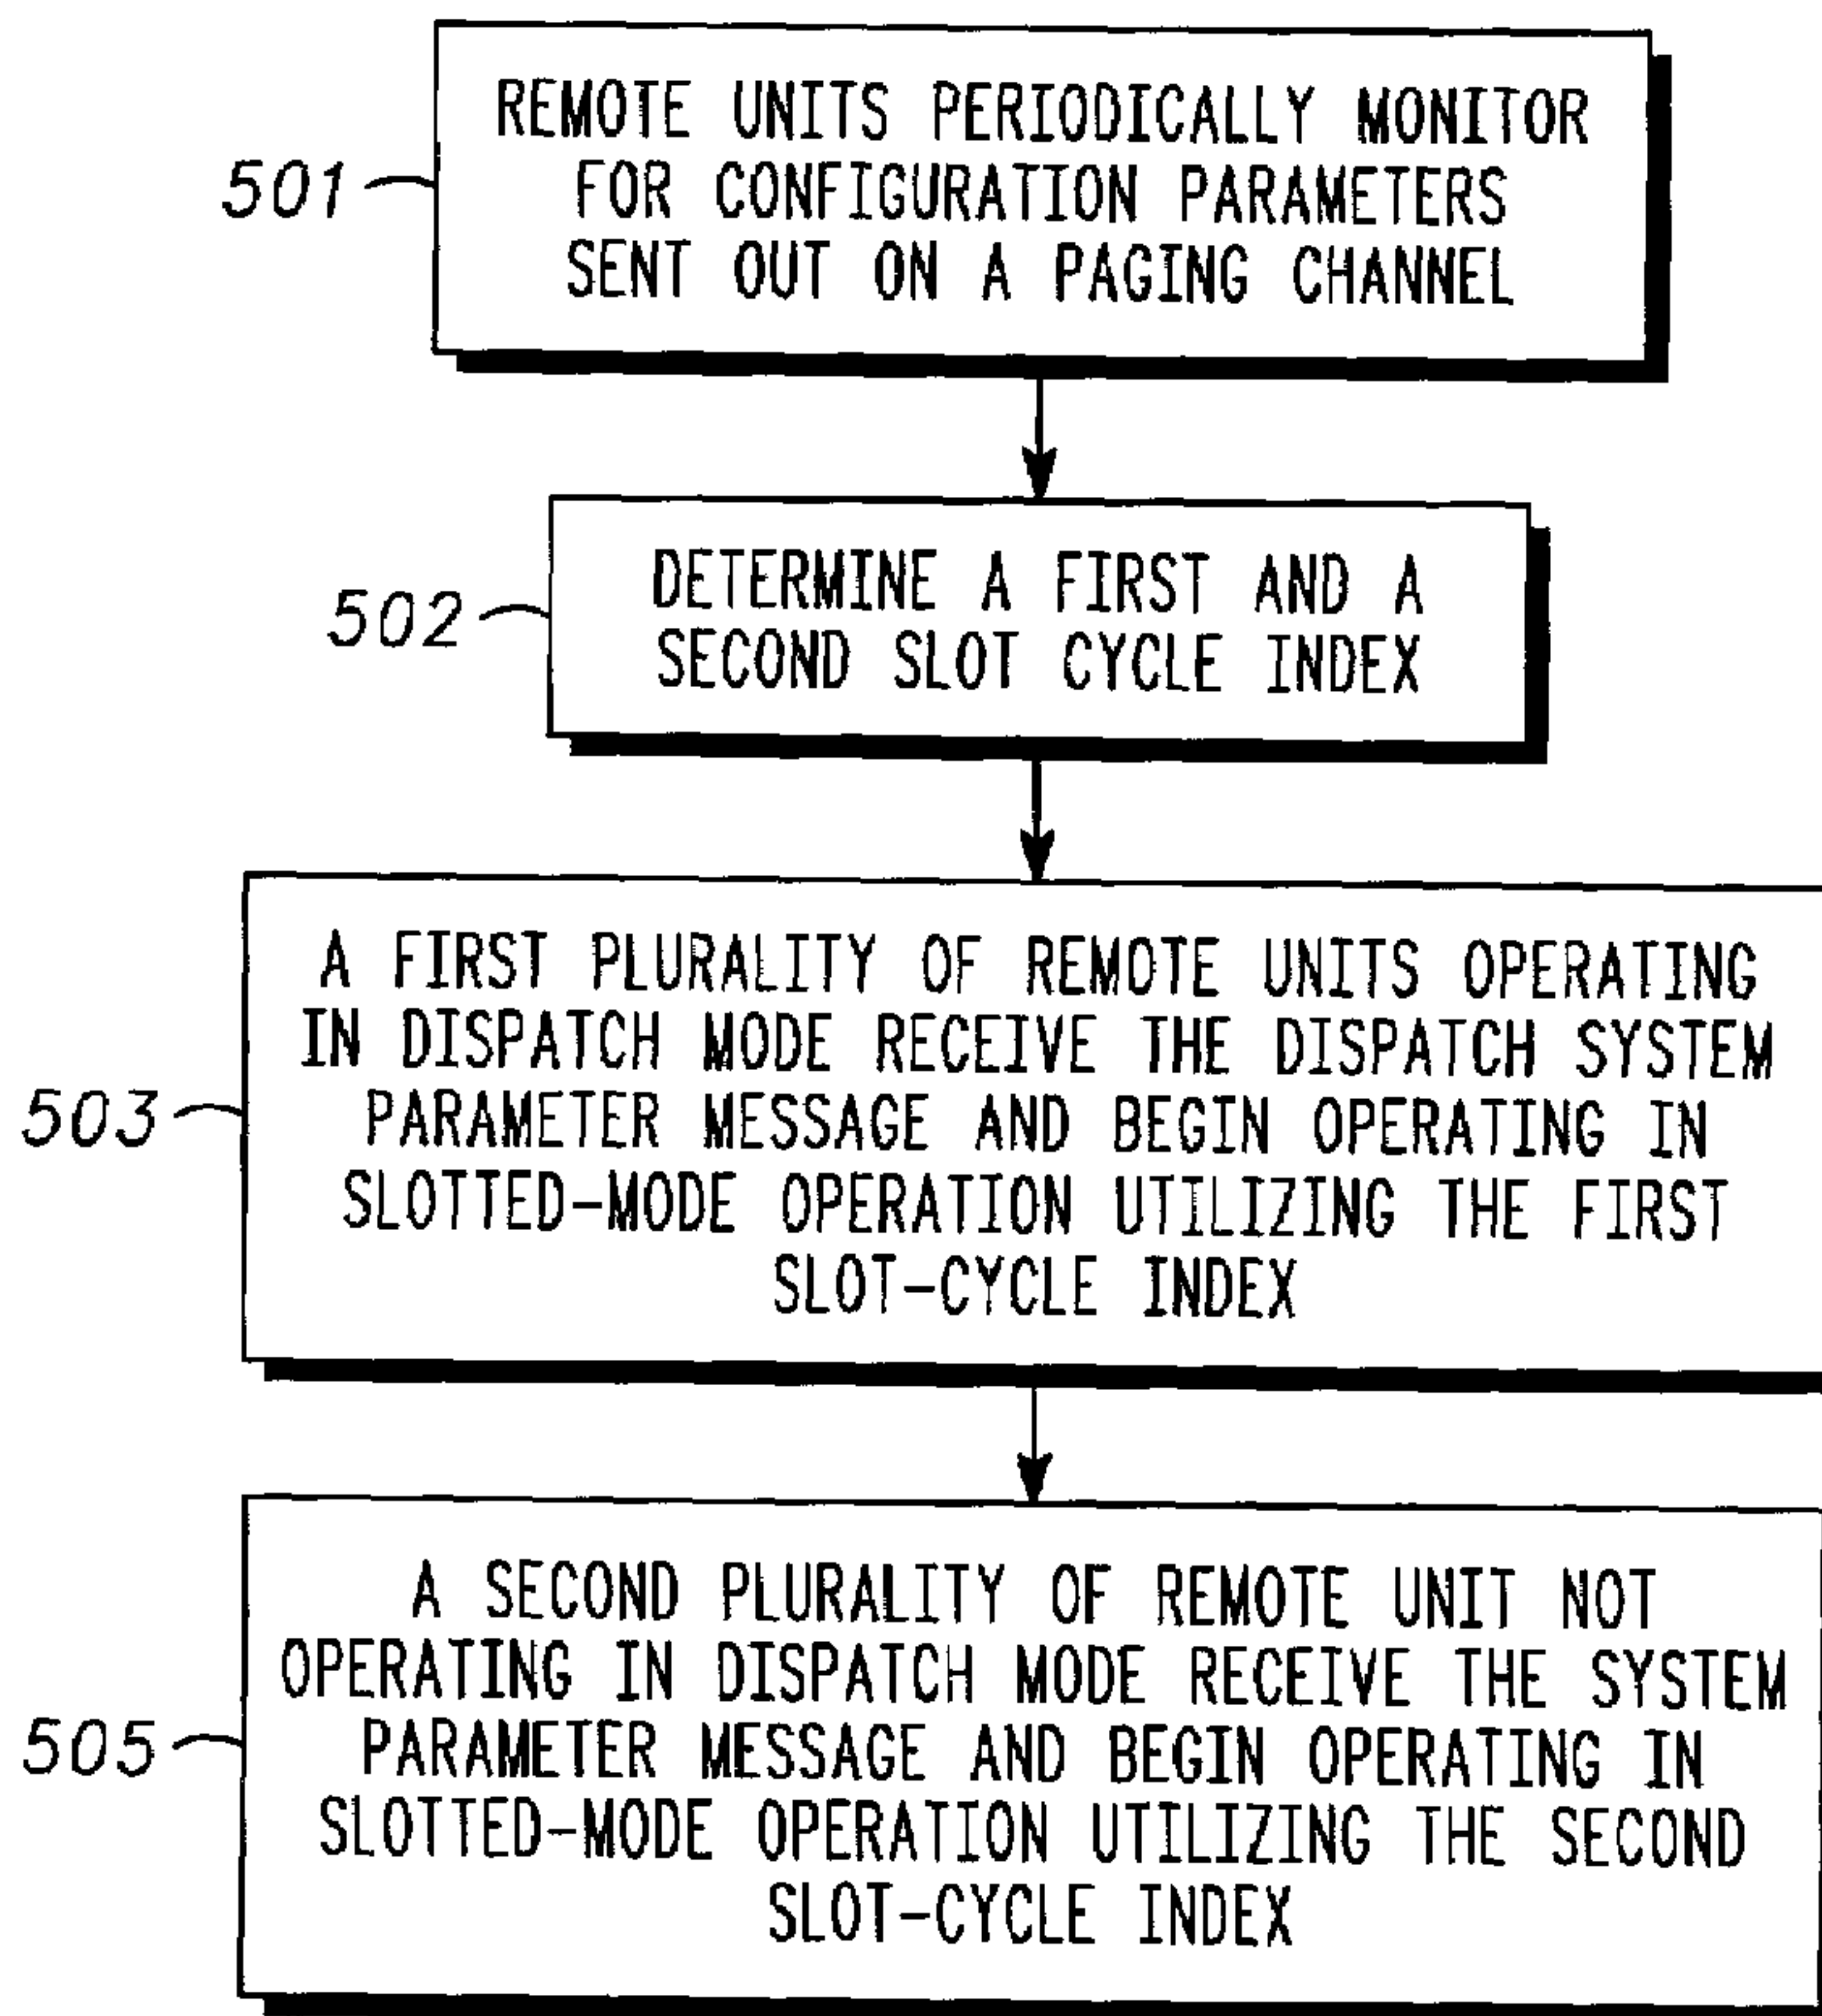 REMOTE UNITS PERIODICALLY MONITOR
501 FOR CONFIGURATION PARAMETERS
SENT OUT ON A PAGING CHANNEL
DETERMINE A FIRST AND A
502 SECOND SLOT CYCLE INDEX
A FIRST PLURALITY OF REMOTE UNITS OPERATING
IN DISPATCH MODE RECEIVE THE DISPATCH SYSTEM
503 PARAMETER MESSAGE AND BEGIN OPERATING IN
SLOTTED-MODE OPERATION UTILIZING THE FIRST
SLOT-CYCLE INDEX
A SECOND PLURALITY OF REMOTE UNIT NOT
OPERATING IN DISPATCH MODE RECEIVE THE SYSTEM
505 PARAMETER MESSAGE AND BEGIN OPERATING IN
SLOTTED-MODE OPERATION UTILIZING THE SECOND
SLOT-CYCLE INDEX